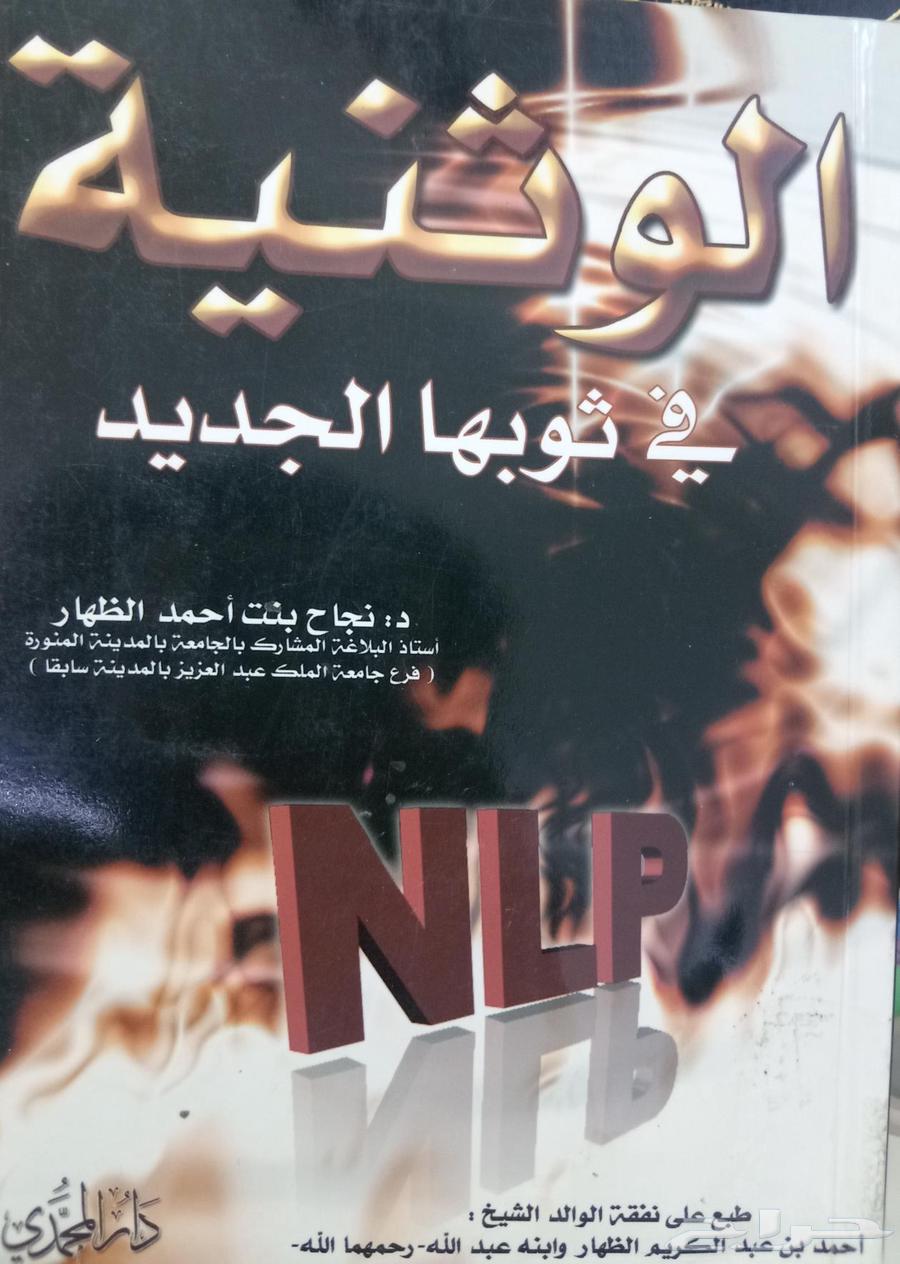 الوثنية
في ثوبها الجديد
د: نجاح بنت أحمد الظهار
أستاذ البلاغة المشارك بالجامعة بالمدينة المنورة
( فرع جامعة الملك عبد العزيز بالمدينة سابقا )
NLP
طبع على نفقة الوالد الشيخ :
أحمد بن عبد الكريم الظهار وابنه عبد الله- رحمهما الله-
دار المحمدي
حراج